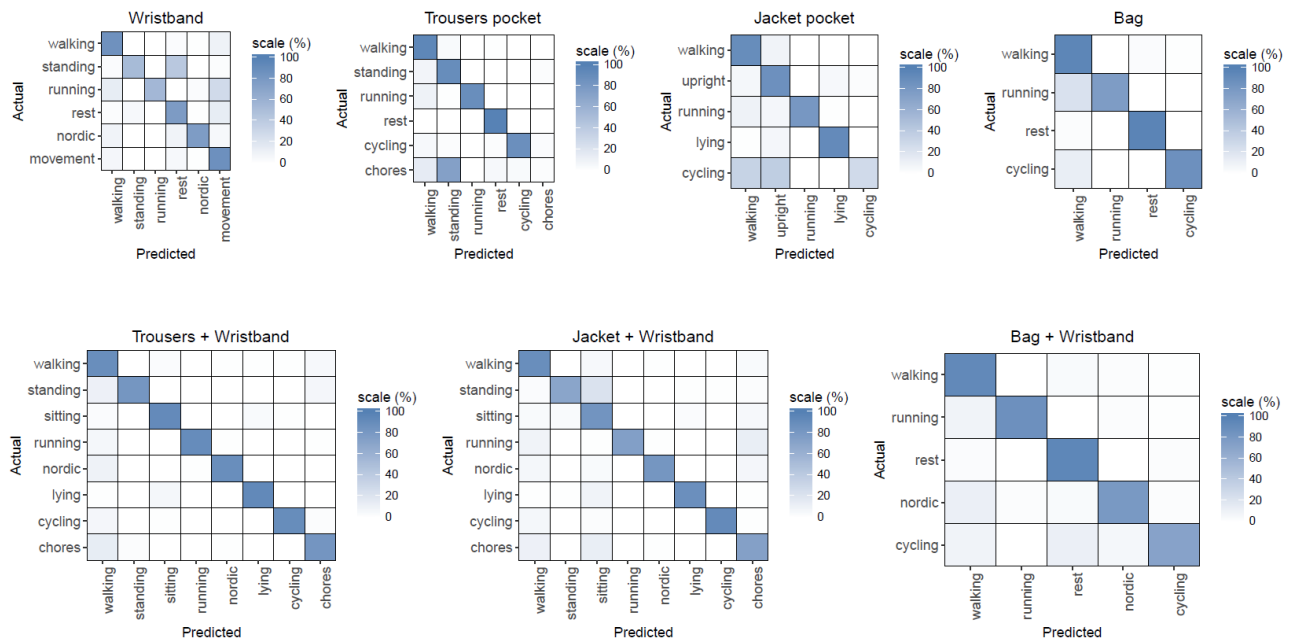 Wristband
Actual
walking
standing
running
rest
nordic
movement
walking
standing
running
rest
nordic
movement
Predicted
scale (%)
100
80
60
40
20
0
Trousers pocket
Actual
walking
standing
running
rest
cycling
chores
walking
standing
running
rest
cycling
chores
Predicted
scale (%)
100
80
60
40
20
0
Jacket pocket
Actual
walking
upright
running
lying
cycling
walking
upright
running
lying
cycling
Predicted
scale (%)
100
80
60
40
20
0
scale (%)
100
80
60
40
20
0
Bag
Actual
walking
running
rest
cycling
walking
running
rest
cycling
Predicted
scale (%)
100
80
60
40
20
0
Trousers + Wristband
Actual
walking
standing
sitting
running
nordic
lying
cycling
chores
walking
standing
sitting
running
nordic
lying
cycling
chores
Predicted
scale (%)
100
80
60
40
20
0
Jacket + Wristband
Actual
walking
standing
sitting
running
nordic
lying
cycling
chores
walking
standing
sitting
running
nordic
lying
cycling
chores
Predicted
scale (%)
100
80
60
40
20
0
Bag + Wristband
Actual
walking
running
rest
nordic
cycling
walking
running
rest
nordic
cycling
Predicted
scale (%)
100
80
60
40
20
0